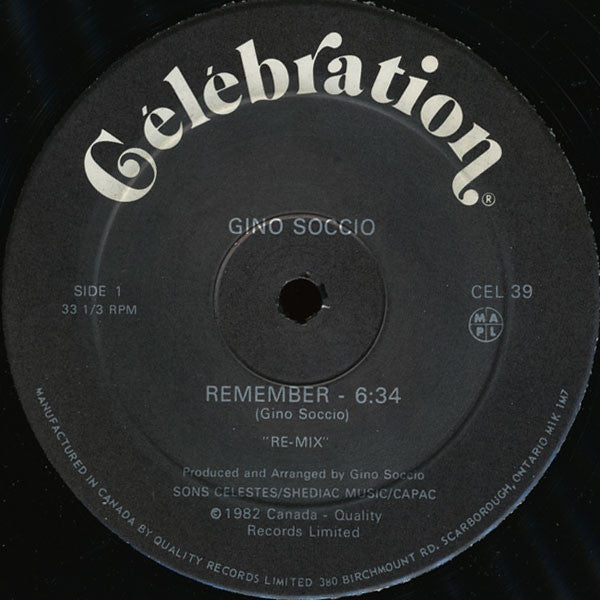 Célébration®
GINO SOCCIO
SIDE 1
33 1/3 RPM
CEL 39
M A
P L
REMEMBER - 6:34
(Gino Soccio)
"RE-MIX"
Produced and Arranged by Gino Soccio
SONS CELESTES/SHEDIAC MUSIC/CAPAC
© 1982 Canada - Quality
Records Limited
MANUFACTURED IN CANADA BY QUALITY RECORDS LIMITED 380 BIRCHMOUNT RD. SCARBOROUGH, ONTARIO M1K 1M7